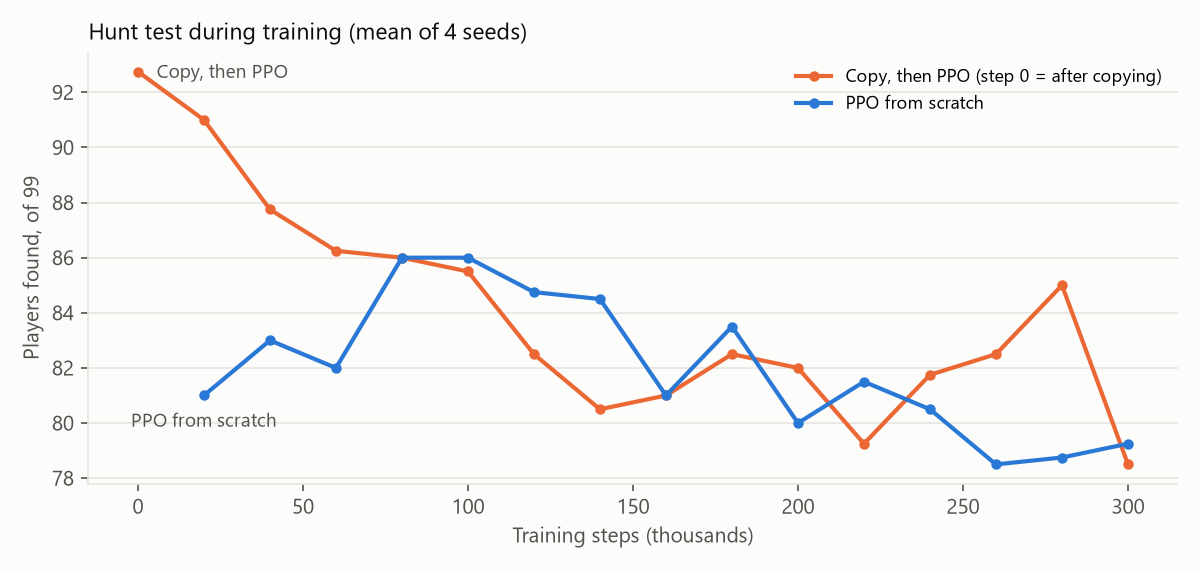 Hunt test during training (mean of 4 seeds)
Copy, then PPO
Copy, then PPO (step 0 = after copying)
PPO from scratch
PPO from scratch
Players found, of 99
92
90
88
86
84
82
80
78
0 50 100 150 200 250 300
Training steps (thousands)